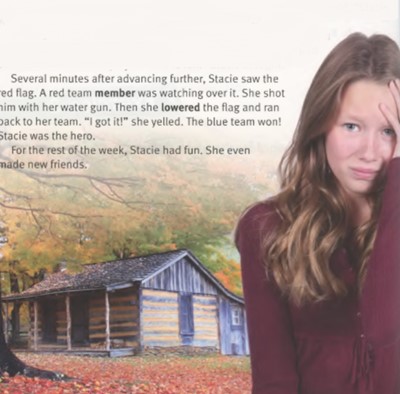 Several minutes after advancing further, Stacie saw the
red flag. A red team member was watching over it. She shot
him with her water gun. Then she lowered the flag and ran
back to her team. “I got it!” she yelled. The blue team won!
Stacie was the hero.
For the rest of the week, Stacie had fun. She even
made new friends.